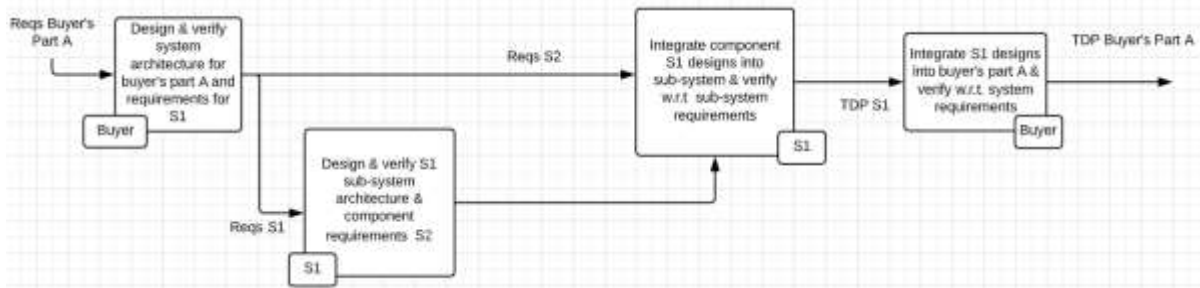 Reqs Buyer's
Part A
Design & verify
system
architecture for
buyer's part A and
requirements for
S1
Buyer
Reqs S2
Reqs S1
Design & verify S1
sub-system
architecture &
component
requirements S2
S1
Integrate component
S1 designs into
sub-system & verify
w.r.t sub-system
requirements
S1
TDP S1
Integrate S1 designs
into buyer's part A &
verify w.r.t. system
requirements
Buyer
TDP Buyer's Part A